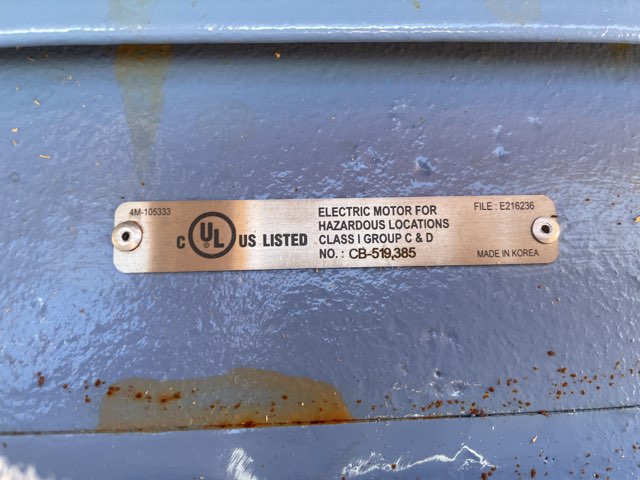 4M-105333
C UL US LISTED
ELECTRIC MOTOR FOR
HAZARDOUS LOCATIONS
CLASS I GROUP C & D
NO. : CB-519,385
FILE : E216236
MADE IN KOREA